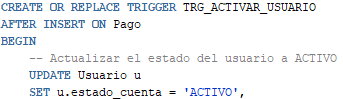 CREATE OR REPLACE TRIGGER TRG_ACTIVAR_USUARIO
AFTER INSERT ON Pago
BEGIN
-- Actualizar el estado del usuario a ACTIVO
UPDATE Usuario u
SET u.estado_cuenta = 'ACTIVO',